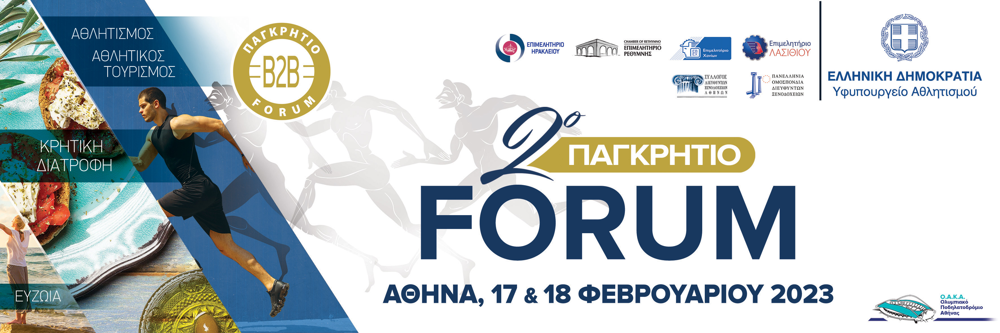 ΑΘΛΗΤΙΣΜΟΣ
ΑΘΛΗΤΙΚΟΣ
ΤΟΥΡΙΣΜΟΣ
ΚΡΗΤΙΚΗ
ΔΙΑΤΡΟΦΗ
ΕΥΖΩΙΑ
ΠΑΓΚΡΗΤΙΟ
B2B
FORUM
ΕΠΙΜΕΛΗΤΗΡΙΟ
ΗΡΑΚΛΕΙΟΥ
CHAMBER OF RETHYMNO
ΕΠΙΜΕΛΗΤΗΡΙΟ
ΡΕΘΥΜΝΗΣ
ΕΒ
ΕΧ
Επιμελητήριο
Χανίων
Επιμελητήριο
ΛΑΣΙΘΙΟΥ
ΣΥΛΛΟΓΟΣ
ΔΙΕΥΘΥΝΤΩΝ
ΞΕΝΟΔΟΧΕΙΩΝ
ΑΘΗΝΩΝ
ΠΑΝΕΛΛΗΝΙΑ
ΟΜΟΣΠΟΝΔΙΑ
ΔΙΕΥΘΥΝΤΩΝ
ΞΕΝΟΔΟΧΕΙΩΝ
ΕΛΛΗΝΙΚΗ ΔΗΜΟΚΡΑΤΙΑ
Υφυπουργείο Αθλητισμού
2ο
ΠΑΓΚΡΗΤΙΟ
FORUM
ΑΘΗΝΑ, 17 & 18 ΦΕΒΡΟΥΑΡΙΟΥ 2023
Ο.Α.Κ.Α.
Ολυμπιακό
Ποδηλατοδρόμιο
Αθήνας